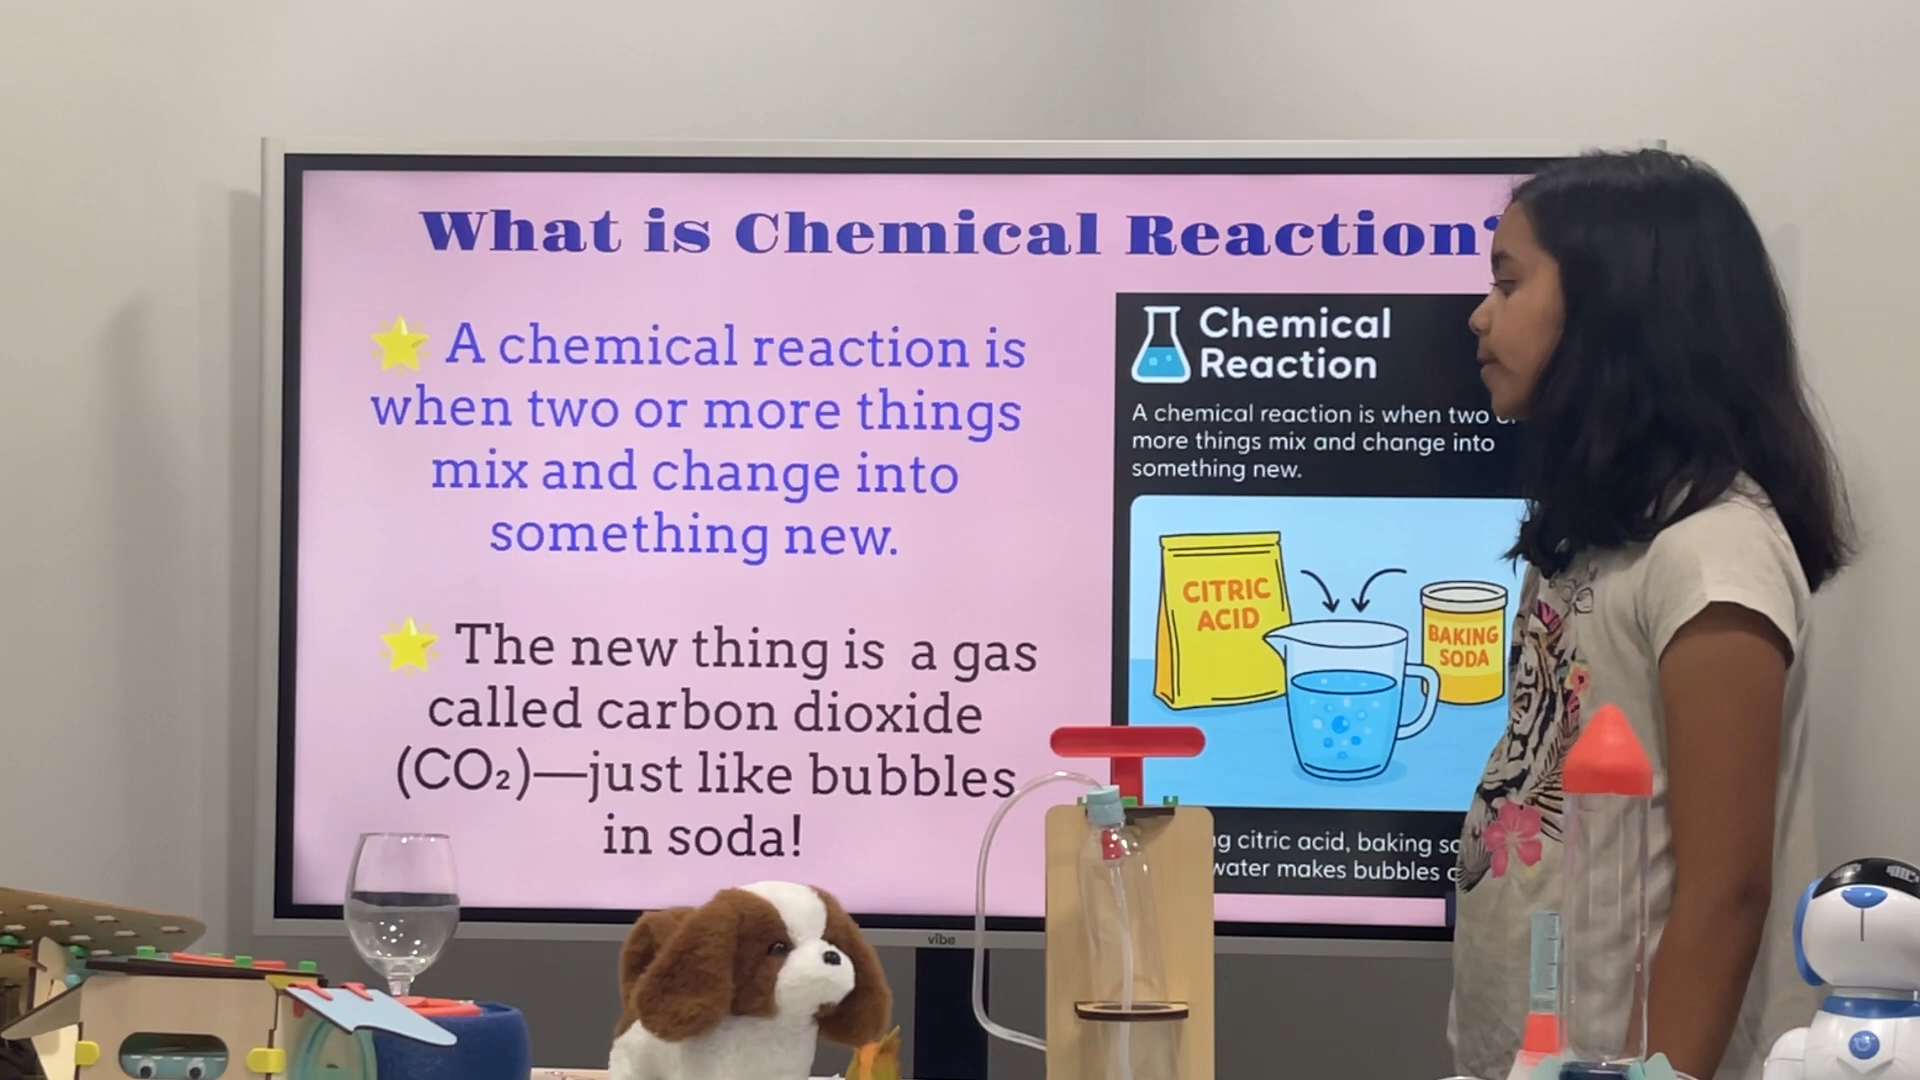 What is Chemical Reaction?
A chemical reaction is
when two or more things
mix and change into
something new.
The new thing is a gas
called carbon dioxide
(CO₂)—just like bubbles
in soda!
Chemical
Reaction
A chemical reaction is when two
more things mix and change into
something new.
CITRIC
ACID
BAKING
SODA
citric acid, baking
water makes bubbles
vibe